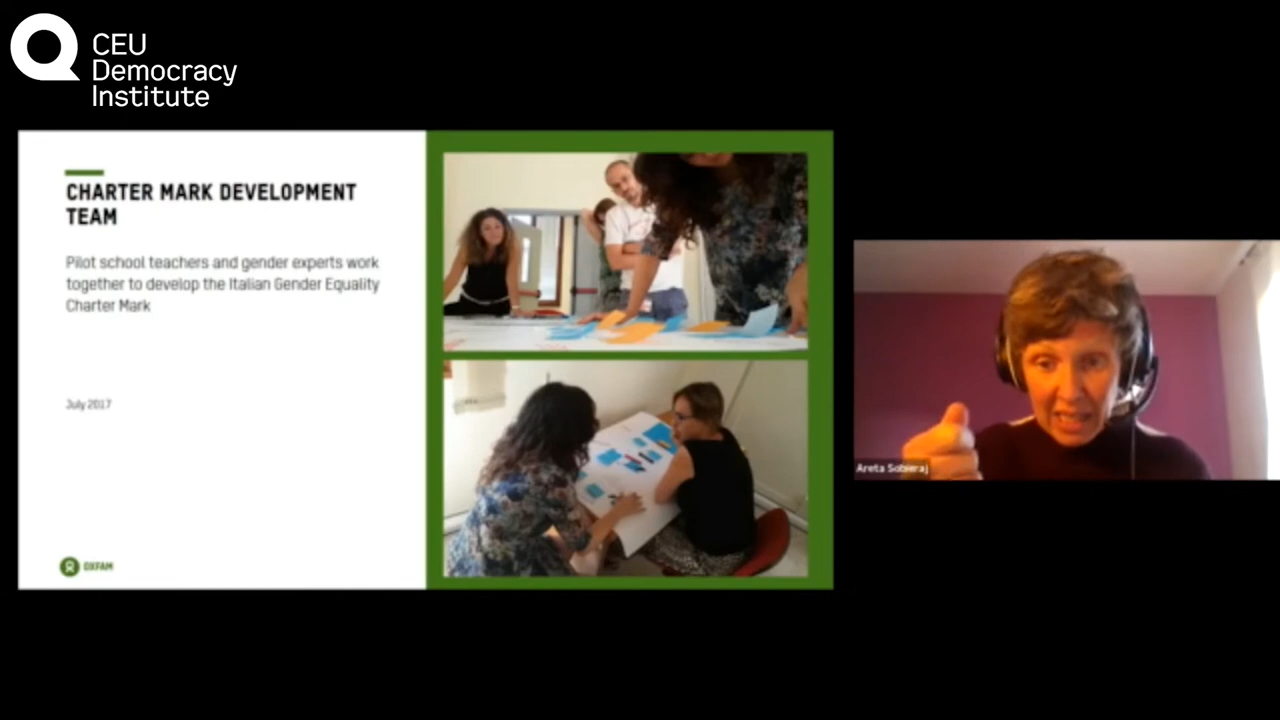 CEU
Democracy
Institute
CHARTER MARK DEVELOPMENT
TEAM
Pilot school teachers and gender experts work
together to develop the Italian Gender Equality
Charter Mark
July 2017
OXFAM
Areta Sobieraj